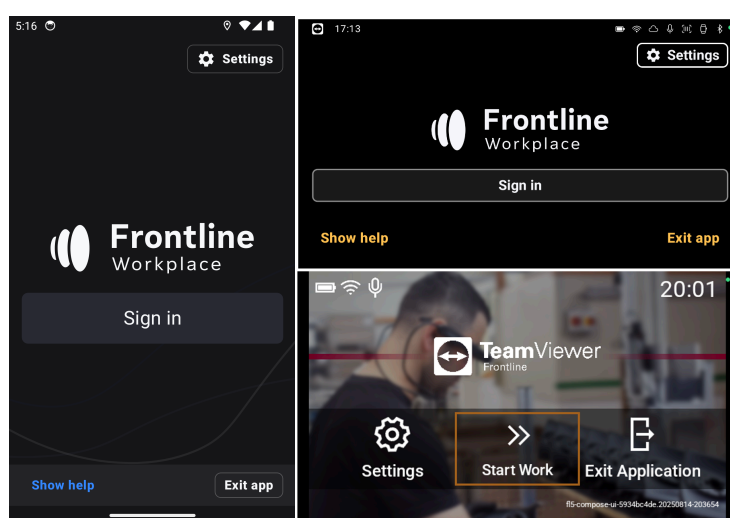 5:16
Settings
Frontline
Workplace
Sign in
Show help
Exit app
17:13
Settings
Frontline
Workplace
Sign in
Show help
Exit app
20:01
TeamViewer
Frontline
Settings
Start Work
Exit Application
fl5-compose-ui-5934bc4de.20250814-203654